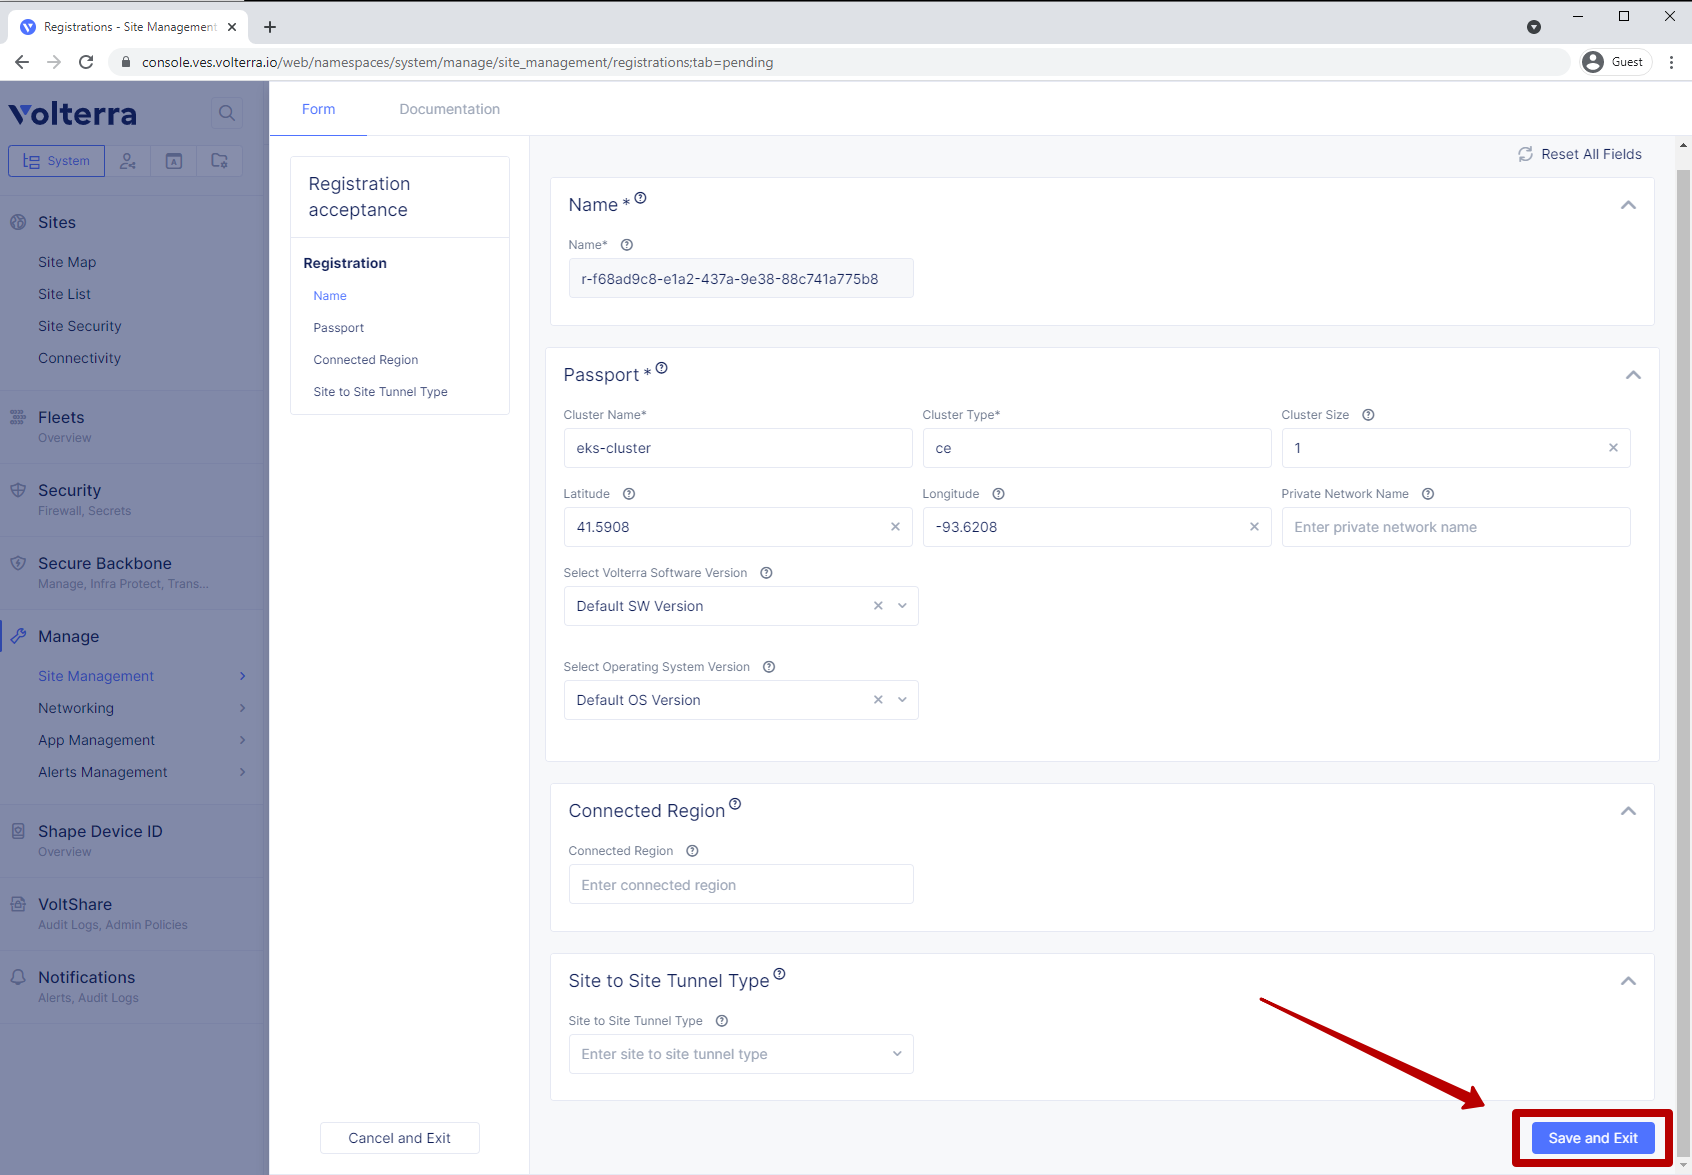 Registrations - Site Management
console.ves.volterra.io/web/namespaces/system/manage/site_management/registrations;tab=pending
Guest
Volterra
System
Sites
Site Map
Site List
Site Security
Connectivity
Fleets
Overview
Security
Firewall, Secrets
Secure Backbone
Manage, Infra Protect, Trans...
Manage
Site Management
Networking
App Management
Alerts Management
Shape Device ID
Overview
VoltShare
Audit Logs, Admin Policies
Notifications
Alerts, Audit Logs
Form
Documentation
Registration
acceptance
Registration
Name
Passport
Connected Region
Site to Site Tunnel Type
Cancel and Exit
Reset All Fields
Name *
Name*
r-f68ad9c8-e1a2-437a-9e38-88c741a775b8
Passport *
Cluster Name* Cluster Type* Cluster Size
eks-cluster ce 1
Latitude Longitude Private Network Name
41.5908 -93.6208 Enter private network name
Select Volterra Software Version
Default SW Version
Select Operating System Version
Default OS Version
Connected Region
Connected Region
Enter connected region
Site to Site Tunnel Type
Site to Site Tunnel Type
Enter site to site tunnel type
Save and Exit